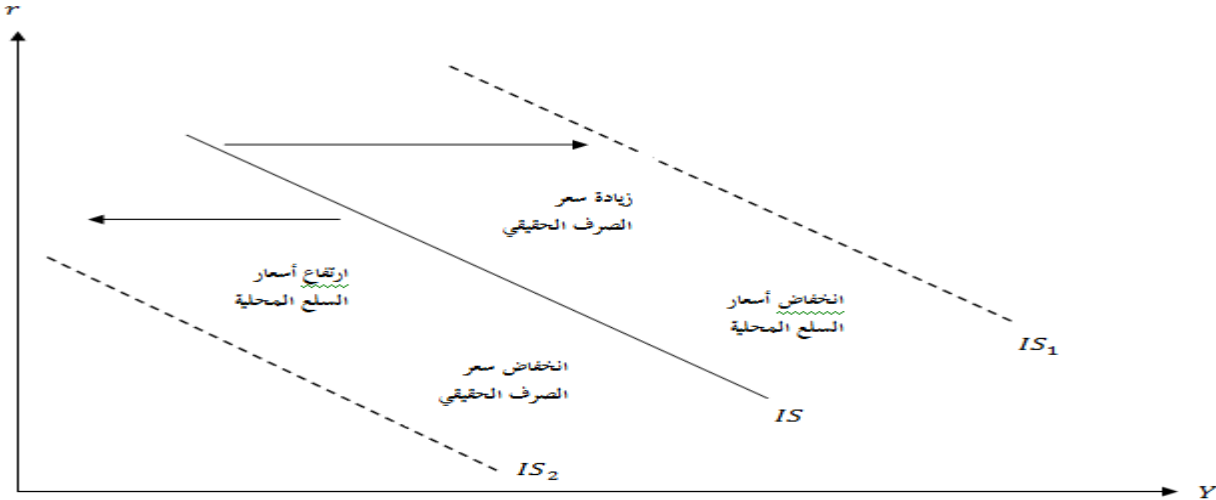 r
زيادة سعر
الصرف الحقيقي
ارتفاع أسعار
السلع المحلية
انخفاض أسعار
السلع المحلية
IS₁
انخفاض سعر
الصرف الحقيقي
IS
IS₂
Y